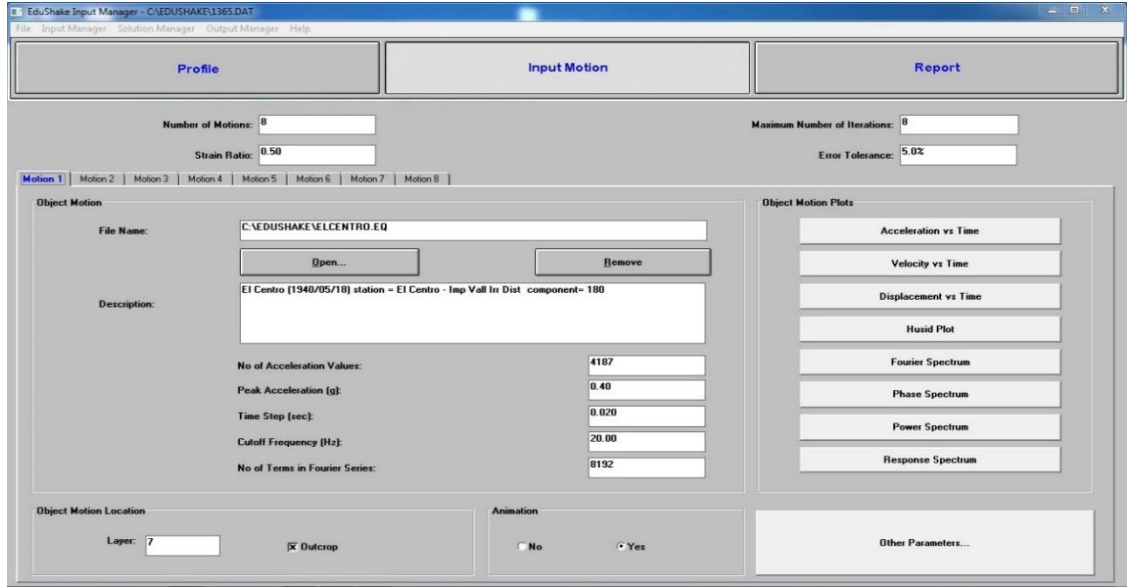 EduShake Input Manager - C:\EDUSHAKE\1365.DAT
File Input Manager Solution Manager Output Manager Help
Profile Input Motion Report
Number of Motions: 8 Maximum Number of Iterations: 8
Strain Ratio: 0.50 Error Tolerance: 5.0%
Motion 1 Motion 2 Motion 3 Motion 4 Motion 5 Motion 6 Motion 7 Motion 8
Object Motion Object Motion Plots
File Name: C:\EDUSHAKE\ELCENTRO.EQ Acceleration vs Time
Open... Remove Velocity vs Time
Description: El Centro (1940/05/18) station = El Centro - Imp Vall Irr Dist component= 180 Displacement vs Time
Husid Plot
No of Acceleration Values: 4187 Fourier Spectrum
Peak Acceleration (g): 0.40 Phase Spectrum
Time Step (sec): 0.020 Power Spectrum
Cutoff Frequency (Hz): 20.00
No of Terms in Fourier Series: 8192 Response Spectrum
Object Motion Location Animation
Layer: 7 Outcrop No Yes Other Parameters...